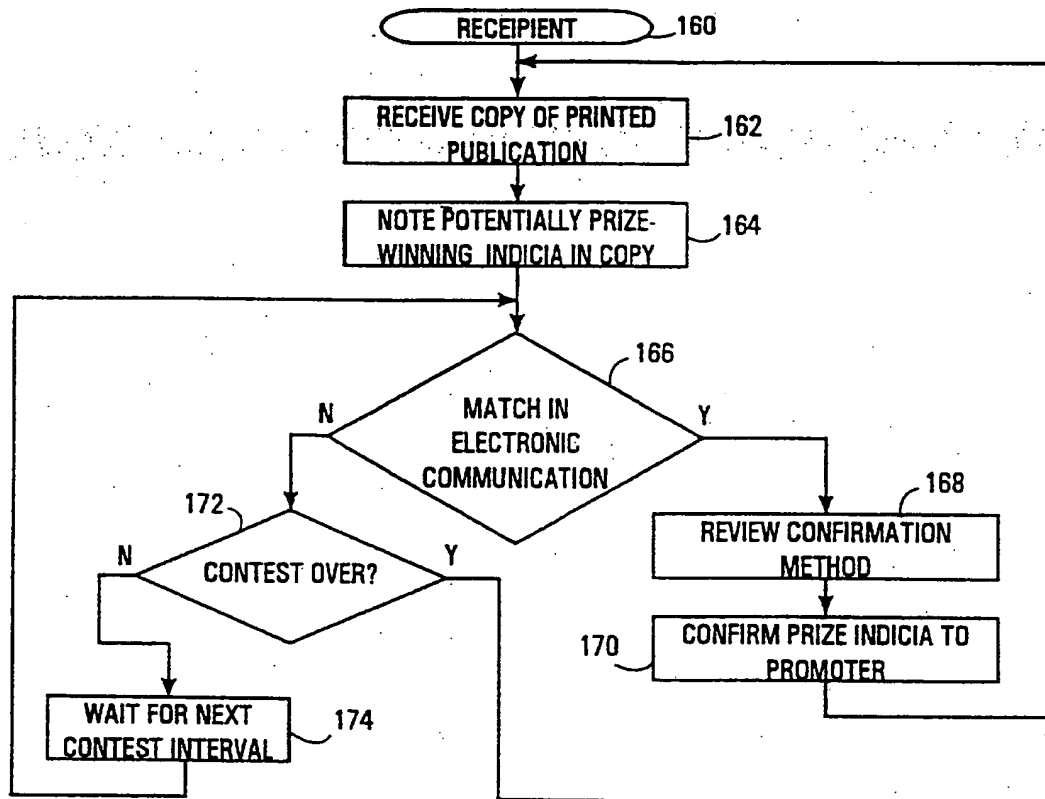 RECEIPIENT
160
RECEIVE COPY OF PRINTED
PUBLICATION
162
NOTE POTENTIALLY PRIZE-
WINNING INDICIA IN COPY
164
166
N
MATCH IN
ELECTRONIC
COMMUNICATION
Y
172
N
CONTEST OVER?
Y
168
REVIEW CONFIRMATION
METHOD
170
CONFIRM PRIZE INDICIA TO
PROMOTER
WAIT FOR NEXT
CONTEST INTERVAL
174